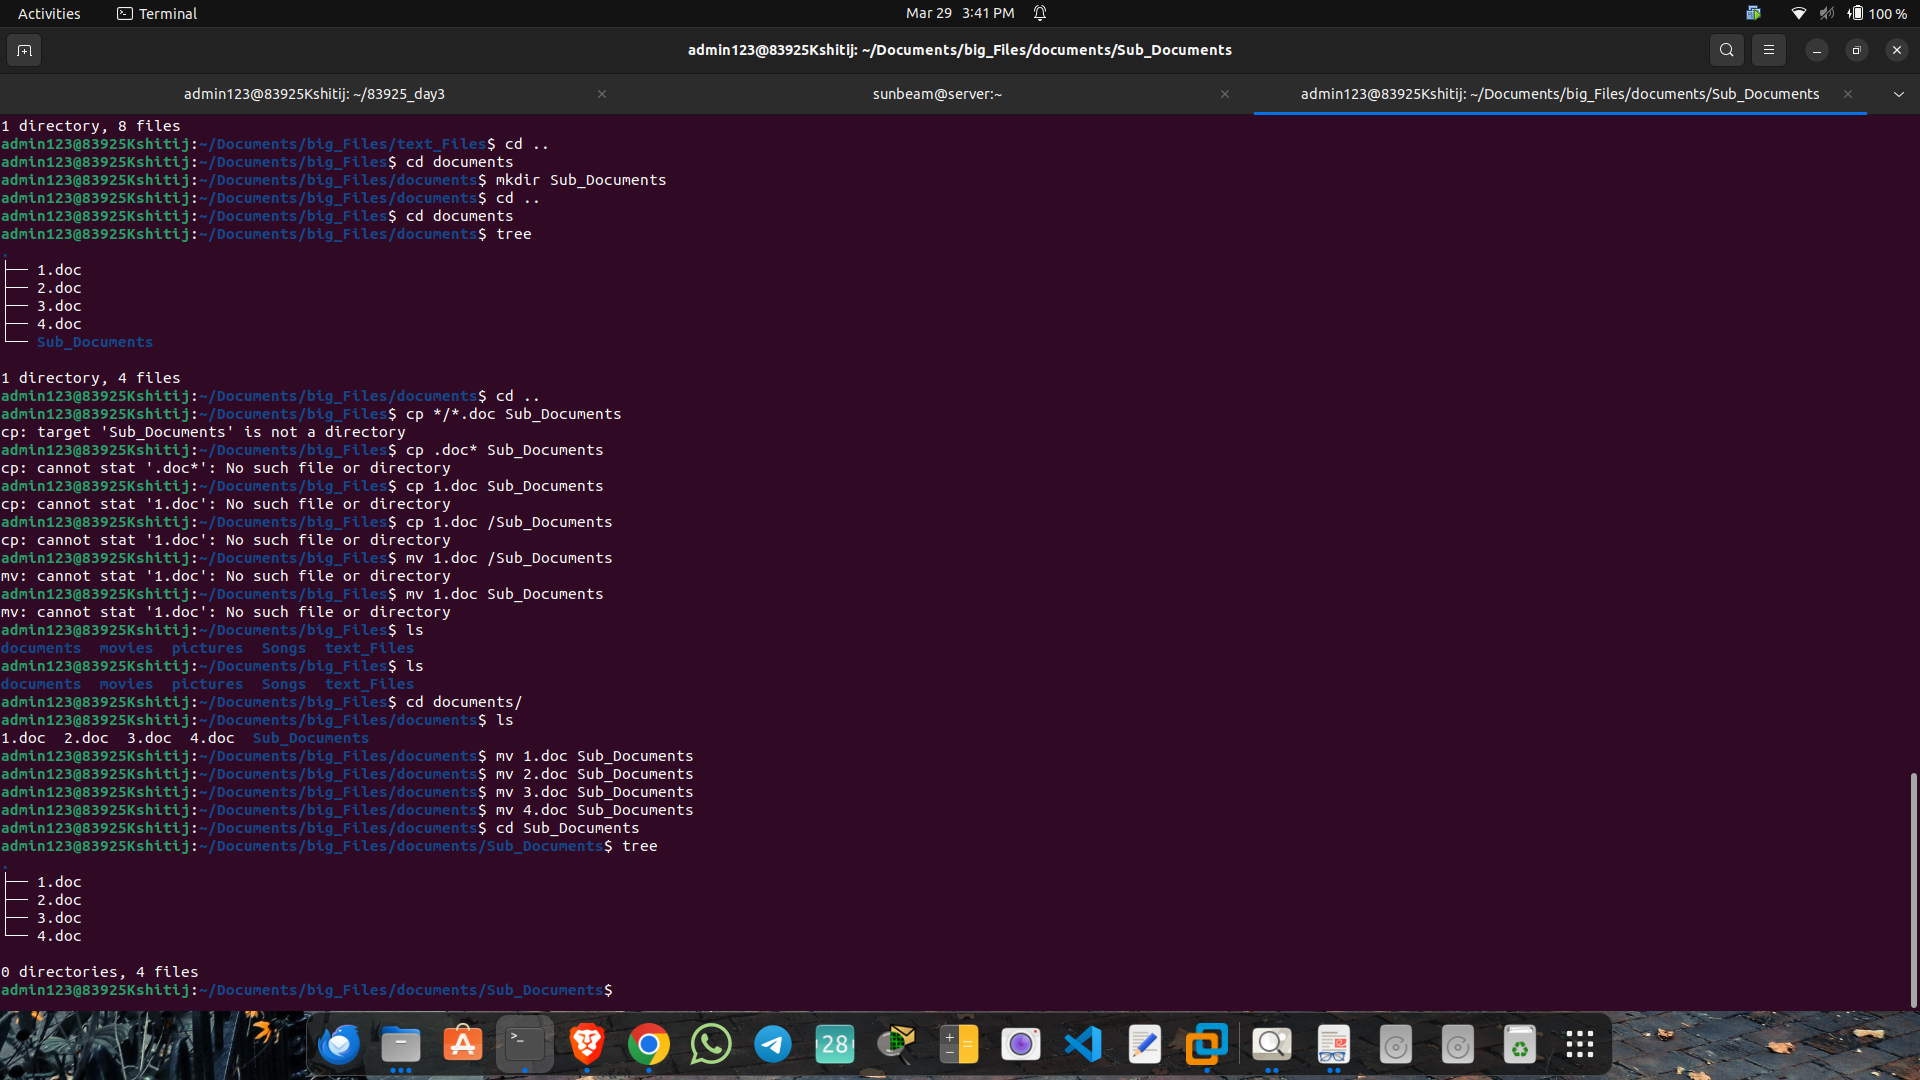 Activities Terminal Mar 29 3:41 PM 100 %
admin123@83925Kshitij: ~/Documents/big_Files/documents/Sub_Documents
admin123@83925Kshitij: ~/83925_day3 sunbeam@server:~ admin123@83925Kshitij: ~/Documents/big_Files/documents/Sub_Documents
1 directory, 8 files
admin123@83925Kshitij:~/Documents/big_Files/text_Files$ cd ..
admin123@83925Kshitij:~/Documents/big_Files$ cd documents
admin123@83925Kshitij:~/Documents/big_Files/documents$ mkdir Sub_Documents
admin123@83925Kshitij:~/Documents/big_Files/documents$ cd ..
admin123@83925Kshitij:~/Documents/big_Files$ cd documents
admin123@83925Kshitij:~/Documents/big_Files/documents$ tree
.
├── 1.doc
├── 2.doc
├── 3.doc
├── 4.doc
└── Sub_Documents
1 directory, 4 files
admin123@83925Kshitij:~/Documents/big_Files/documents$ cd ..
admin123@83925Kshitij:~/Documents/big_Files$ cp */*.doc Sub_Documents
cp: target 'Sub_Documents' is not a directory
admin123@83925Kshitij:~/Documents/big_Files$ cp .doc* Sub_Documents
cp: cannot stat '.doc*': No such file or directory
admin123@83925Kshitij:~/Documents/big_Files$ cp 1.doc Sub_Documents
cp: cannot stat '1.doc': No such file or directory
admin123@83925Kshitij:~/Documents/big_Files$ cp 1.doc /Sub_Documents
cp: cannot stat '1.doc': No such file or directory
admin123@83925Kshitij:~/Documents/big_Files$ mv 1.doc /Sub_Documents
mv: cannot stat '1.doc': No such file or directory
admin123@83925Kshitij:~/Documents/big_Files$ mv 1.doc Sub_Documents
mv: cannot stat '1.doc': No such file or directory
admin123@83925Kshitij:~/Documents/big_Files$ ls
documents movies pictures Songs text_Files
admin123@83925Kshitij:~/Documents/big_Files$ ls
documents movies pictures Songs text_Files
admin123@83925Kshitij:~/Documents/big_Files$ cd documents/
admin123@83925Kshitij:~/Documents/big_Files/documents$ ls
1.doc 2.doc 3.doc 4.doc Sub_Documents
admin123@83925Kshitij:~/Documents/big_Files/documents$ mv 1.doc Sub_Documents
admin123@83925Kshitij:~/Documents/big_Files/documents$ mv 2.doc Sub_Documents
admin123@83925Kshitij:~/Documents/big_Files/documents$ mv 3.doc Sub_Documents
admin123@83925Kshitij:~/Documents/big_Files/documents$ mv 4.doc Sub_Documents
admin123@83925Kshitij:~/Documents/big_Files/documents$ cd Sub_Documents
admin123@83925Kshitij:~/Documents/big_Files/documents/Sub_Documents$ tree
.
├── 1.doc
├── 2.doc
├── 3.doc
└── 4.doc
0 directories, 4 files
admin123@83925Kshitij:~/Documents/big_Files/documents/Sub_Documents$
28